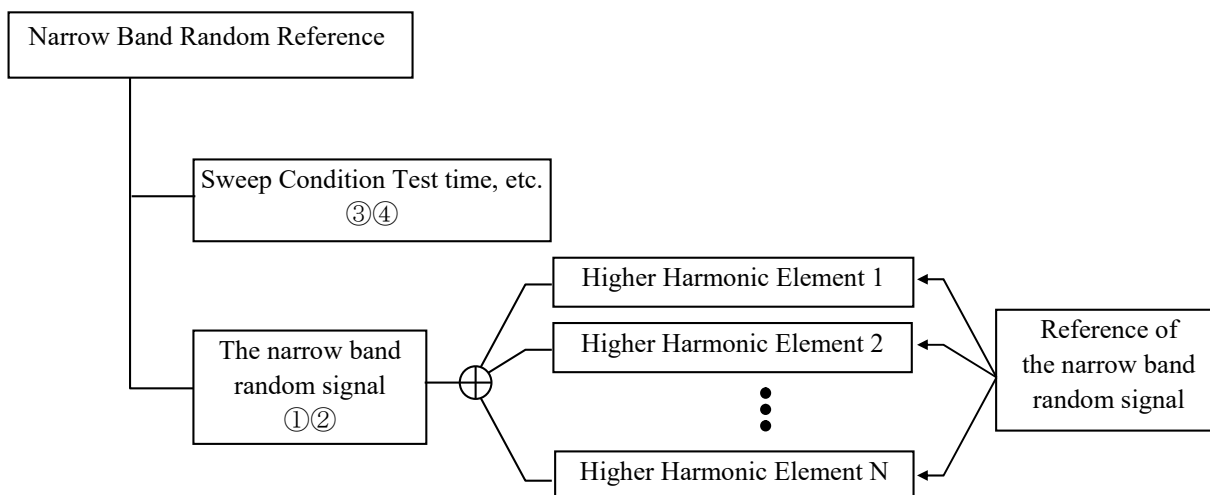 Narrow Band Random Reference
Sweep Condition Test time, etc.
③④
The narrow band
random signal
①②
Higher Harmonic Element 1
Higher Harmonic Element 2
Higher Harmonic Element N
Reference of
the narrow band
random signal